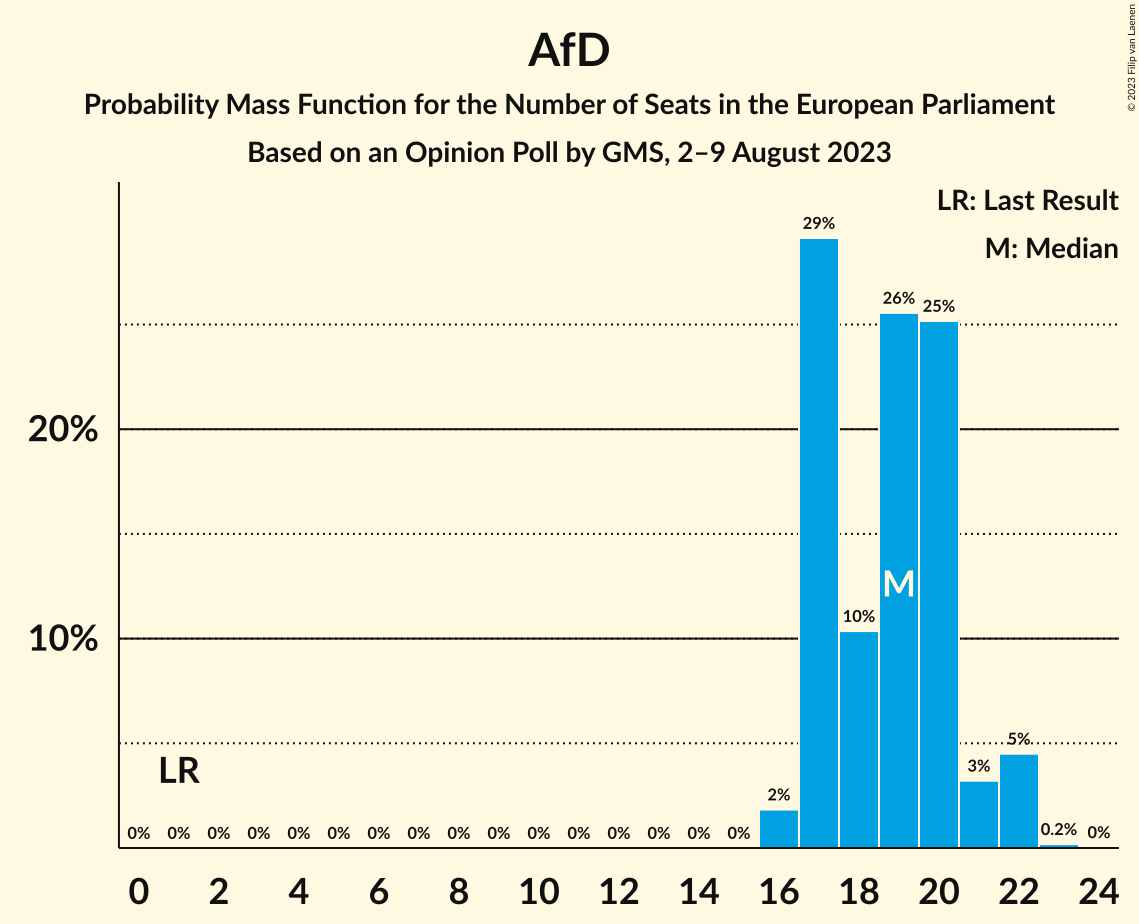 AfD
Probability Mass Function for the Number of Seats in the European Parliament
Based on an Opinion Poll by GMS, 2–9 August 2023
© 2023 Filip van Laenen
LR: Last Result
M: Median
29%
26%
25%
20%
M
10%
10%
5%
LR
3%
2%
0% 0% 0% 0% 0% 0% 0% 0% 0% 0% 0% 0% 0% 0% 0% 0% 0.2% 0%
0 2 4 6 8 10 12 14 16 18 20 22 24